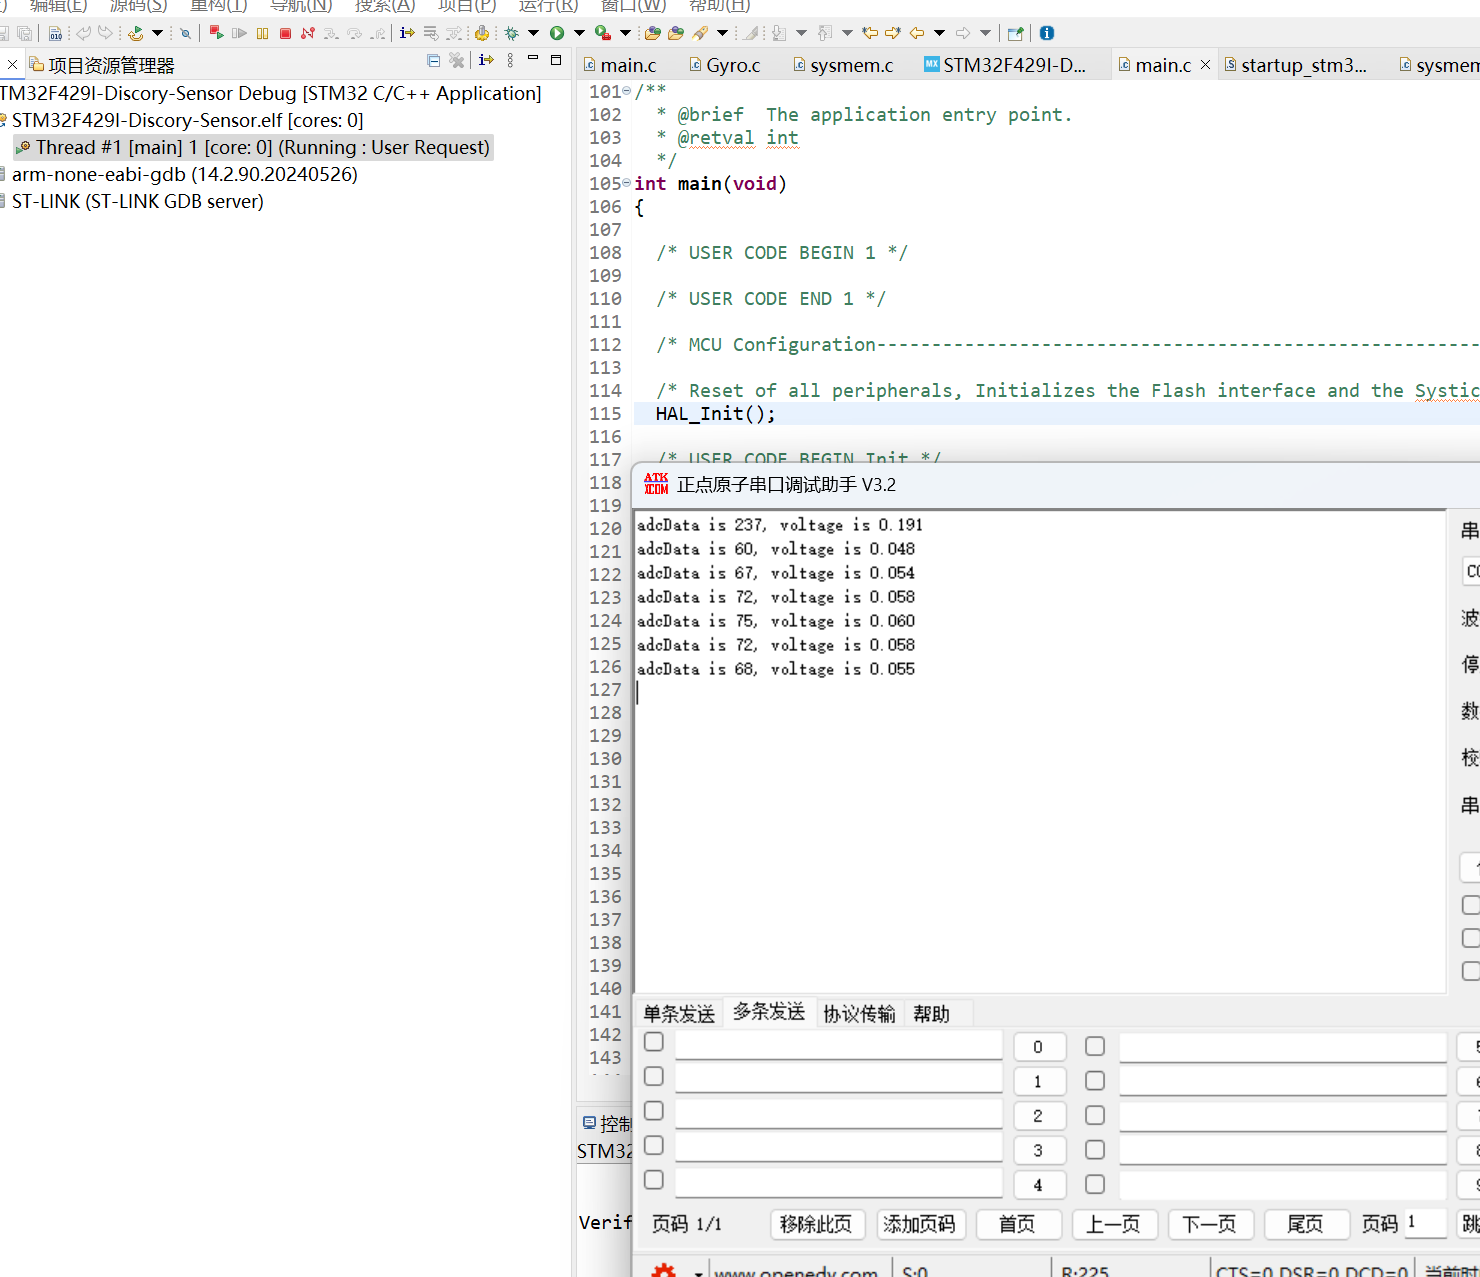 编辑(E) 源码(S) 重构(T) 导航(N) 搜索(A) 项目(P) 运行(R) 窗口(W) 帮助(H)
项目资源管理器
TM32F429I-Discory-Sensor Debug [STM32 C/C++ Application]
STM32F429I-Discory-Sensor.elf [cores: 0]
Thread #1 [main] 1 [core: 0] (Running : User Request)
arm-none-eabi-gdb (14.2.90.20240526)
ST-LINK (ST-LINK GDB server)
main.c Gyro.c sysmem.c STM32F429I-D... main.c startup_stm3... sysmem
101 /**
102 * @brief The application entry point.
103 * @retval int
104 */
105 int main(void)
106 {
107
108 /* USER CODE BEGIN 1 */
109
110 /* USER CODE END 1 */
111
112 /* MCU Configuration--------------------------------------------------------
113
114 /* Reset of all peripherals, Initializes the Flash interface and the Systic
115 HAL_Init();
116
117 /* USER CODE BEGIN Init */
118
119
120
121
122
123
124
125
126
127
128
129
130
131
132
133
134
135
136
137
138
139
140
141
142
143
ATK XCOM 正点原子串口调试助手 V3.2
adcData is 237, voltage is 0.191
adcData is 60, voltage is 0.048
adcData is 67, voltage is 0.054
adcData is 72, voltage is 0.058
adcData is 75, voltage is 0.060
adcData is 72, voltage is 0.058
adcData is 68, voltage is 0.055
串
CO
波
停
数
校
串
单条发送 多条发送 协议传输 帮助
0
1
2
3
4
页码 1/1 移除此页 添加页码 首页 上一页 下一页 尾页 页码 1 跳
www.openedv.com S:0 R:225 CTS=0 DSR=0 DCD=0 当前时
控制
STM32
Verif